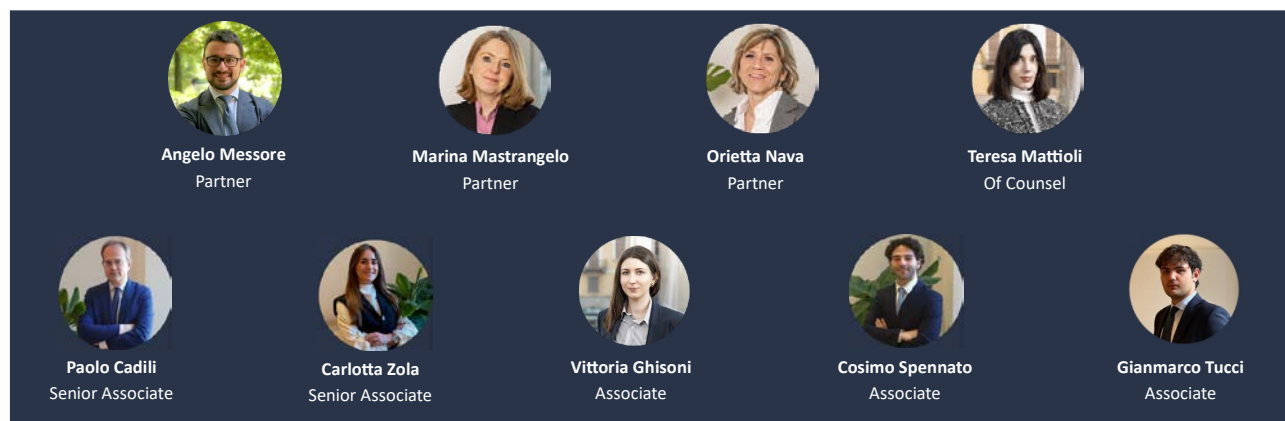 Angelo Messore
Partner
Marina Mastrangelo
Partner
Orietta Nava
Partner
Teresa Mattioli
Of Counsel
Paolo Cadili
Senior Associate
Carlotta Zola
Senior Associate
Vittoria Ghisoni
Associate
Cosimo Spennato
Associate
Gianmarco Tucci
Associate